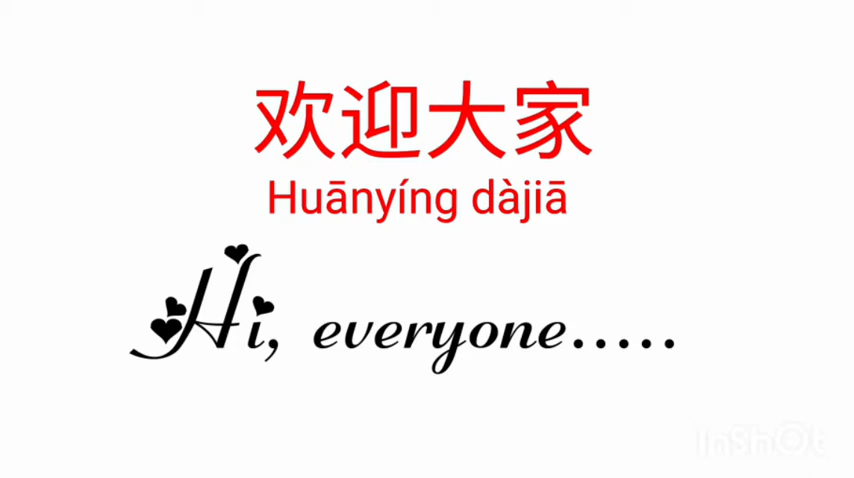 欢迎大家
Huānyíng dàjiā
Hi, everyone.....
InShOt